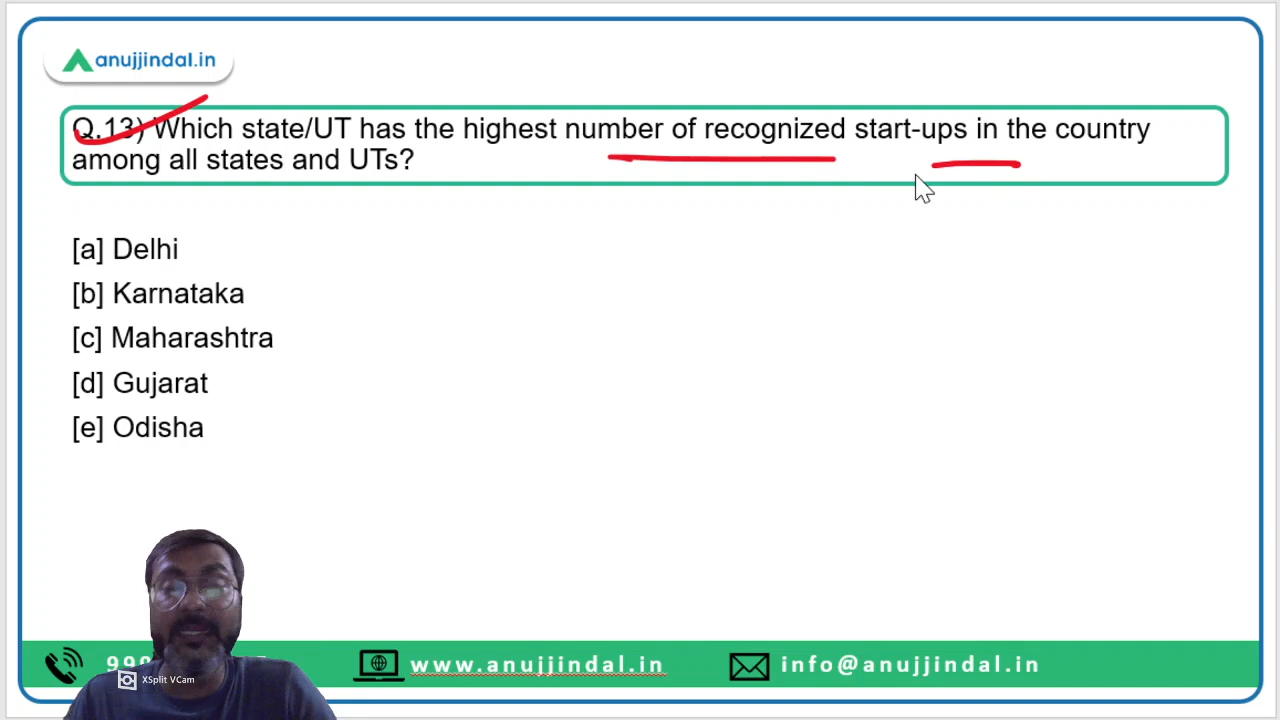 anujjindal.in
Q.13) Which state/UT has the highest number of recognized start-ups in the country
among all states and UTs?
[a] Delhi
[b] Karnataka
[c] Maharashtra
[d] Gujarat
[e] Odisha
www.anujjindal.in
info@anujjindal.in
XSplit VCam